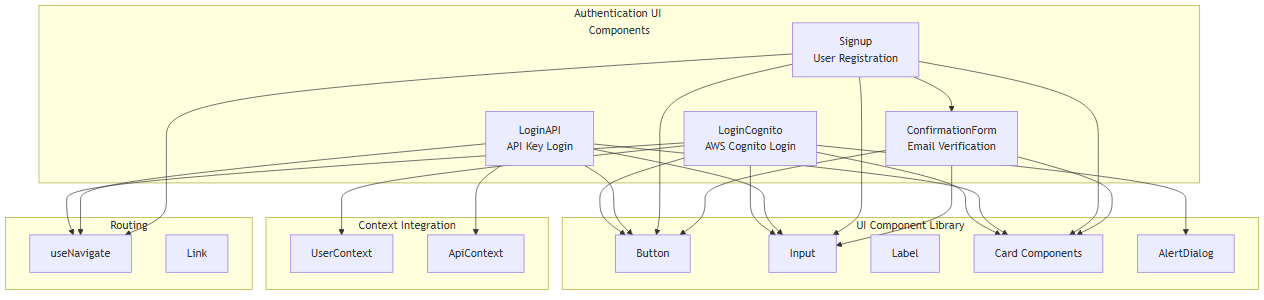 Authentication UI
Components
Signup
User Registration
LoginAPI
API Key Login
LoginCognito
AWS Cognito Login
ConfirmationForm
Email Verification
Routing
useNavigate
Link
Context Integration
UserContext
ApiContext
UI Component Library
Button
Input
Label
Card Components
AlertDialog